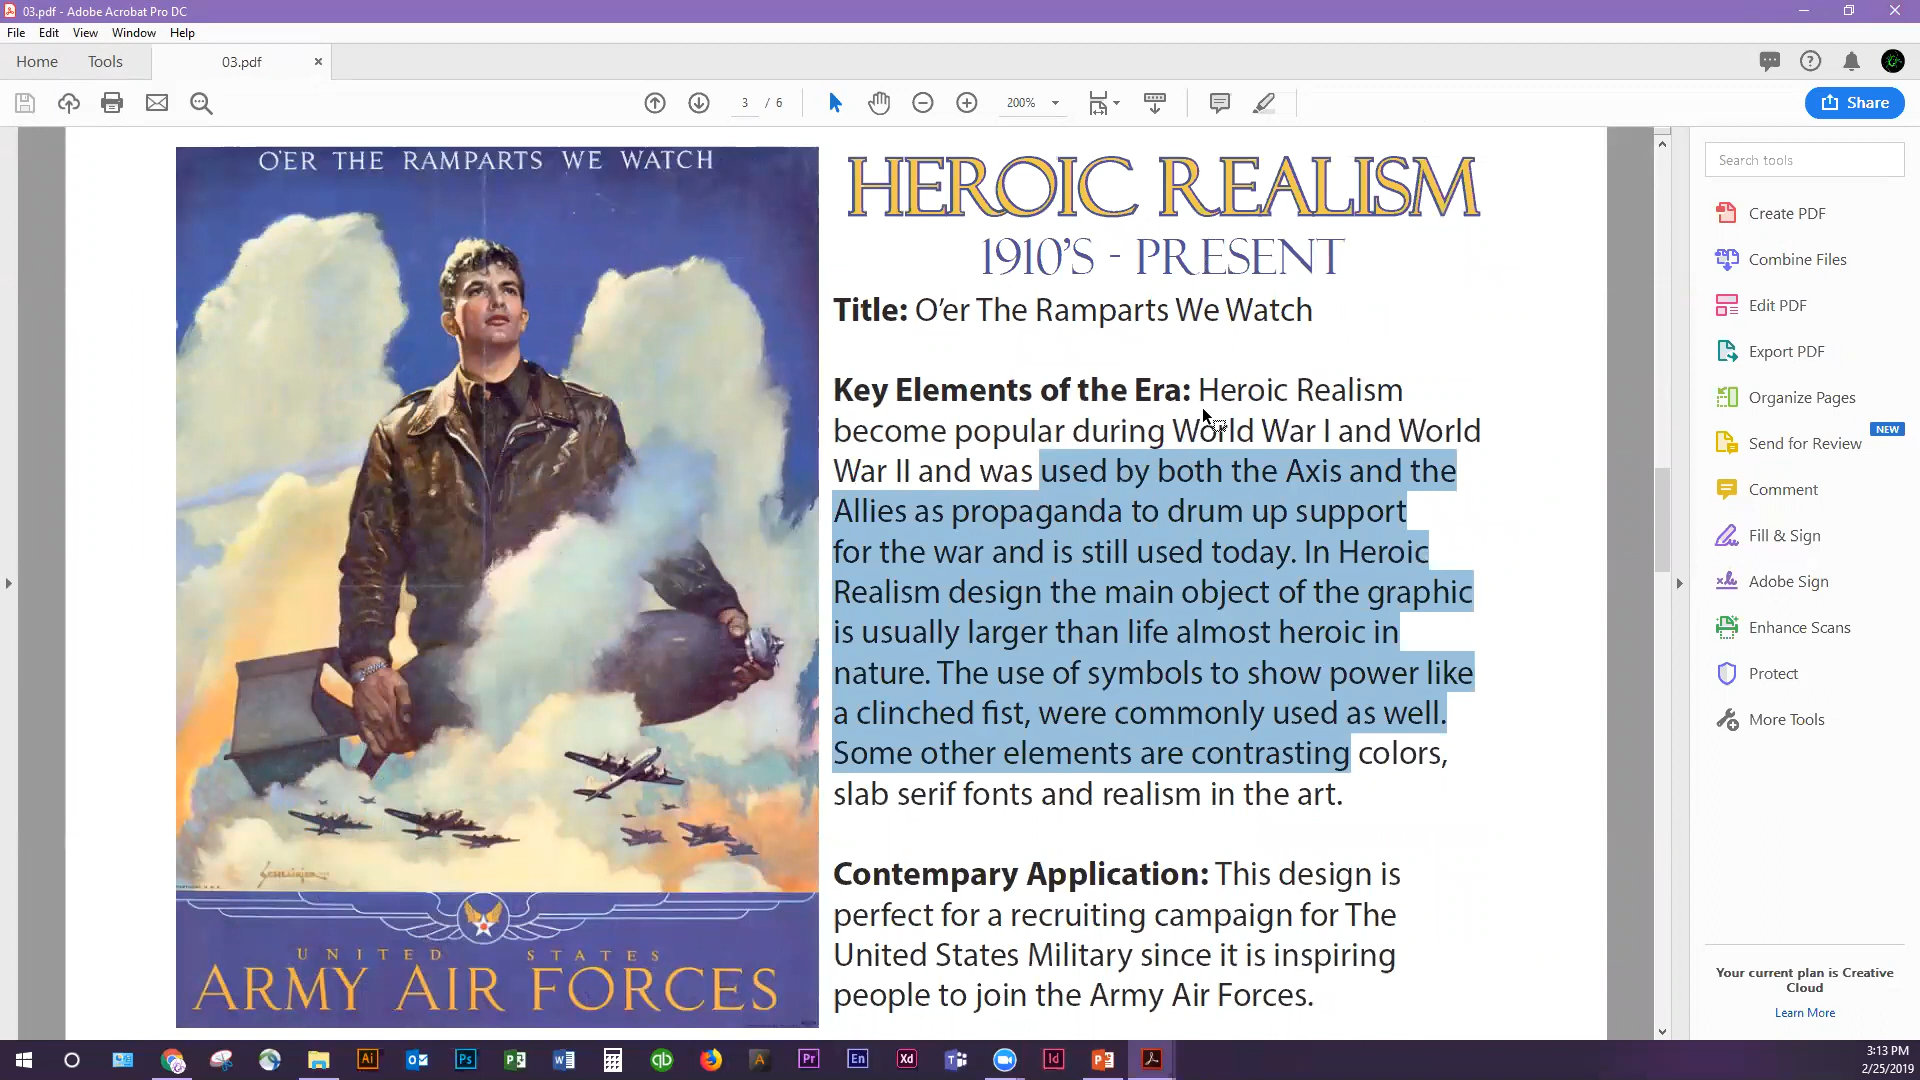 03.pdf - Adobe Acrobat Pro DC
File Edit View Window Help
Home Tools 03.pdf
3 / 6 200% Share
O'ER THE RAMPARTS WE WATCH
UNITED STATES
ARMY AIR FORCES
HEROIC REALISM
1910'S - PRESENT
Title: O'er The Ramparts We Watch
Key Elements of the Era: Heroic Realism
become popular during World War I and World
War II and was used by both the Axis and the
Allies as propaganda to drum up support
for the war and is still used today. In Heroic
Realism design the main object of the graphic
is usually larger than life almost heroic in
nature. The use of symbols to show power like
a clinched fist, were commonly used as well.
Some other elements are contrasting colors,
slab serif fonts and realism in the art.
Contempary Application: This design is
perfect for a recruiting campaign for The
United States Military since it is inspiring
people to join the Army Air Forces.
Search tools
Create PDF
Combine Files
Edit PDF
Export PDF
Organize Pages
NEW
Send for Review
Comment
Fill & Sign
Adobe Sign
Enhance Scans
Protect
More Tools
Your current plan is Creative
Cloud
Learn More
Ai Ps Pr En Xd Id
3:13 PM
2/25/2019